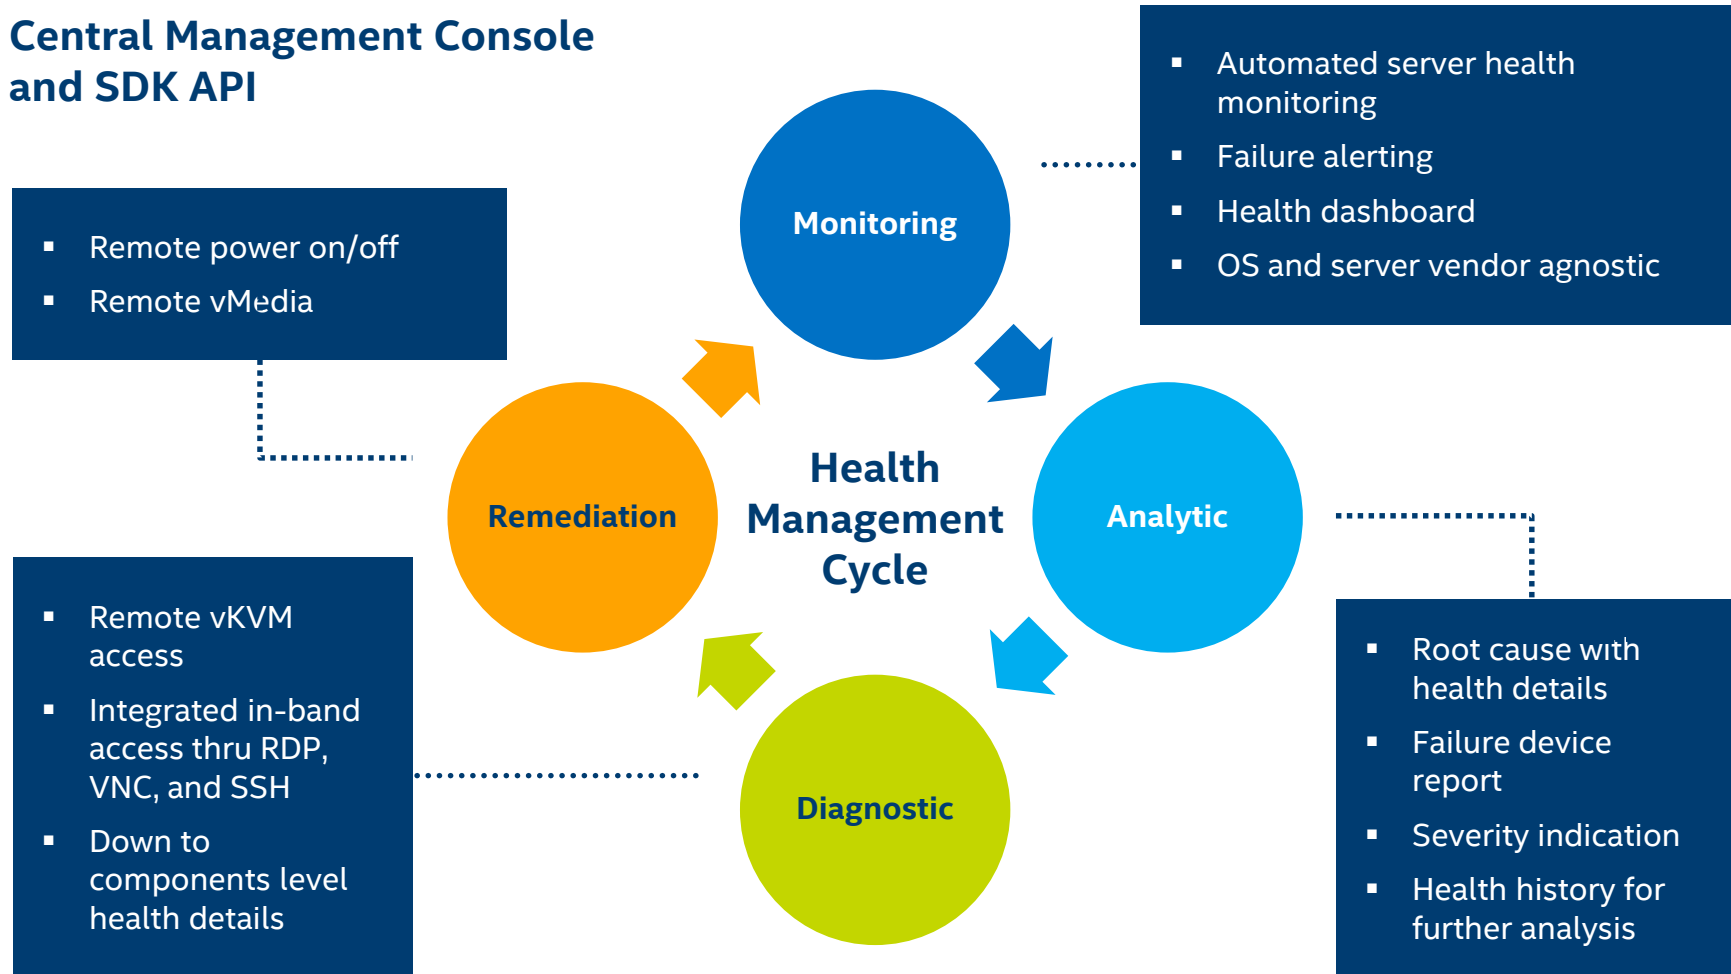 Central Management Console
and SDK API
▪ Automated server health
monitoring
▪ Failure alerting
▪ Health dashboard
▪ OS and server vendor agnostic
▪ Remote power on/off
▪ Remote vMedia
Monitoring
Health
Management
Cycle
Remediation
Analytic
Diagnostic
▪ Remote vKVM
access
▪ Integrated in-band
access thru RDP,
VNC, and SSH
▪ Down to
components level
health details
▪ Root cause with
health details
▪ Failure device
report
▪ Severity indication
▪ Health history for
further analysis